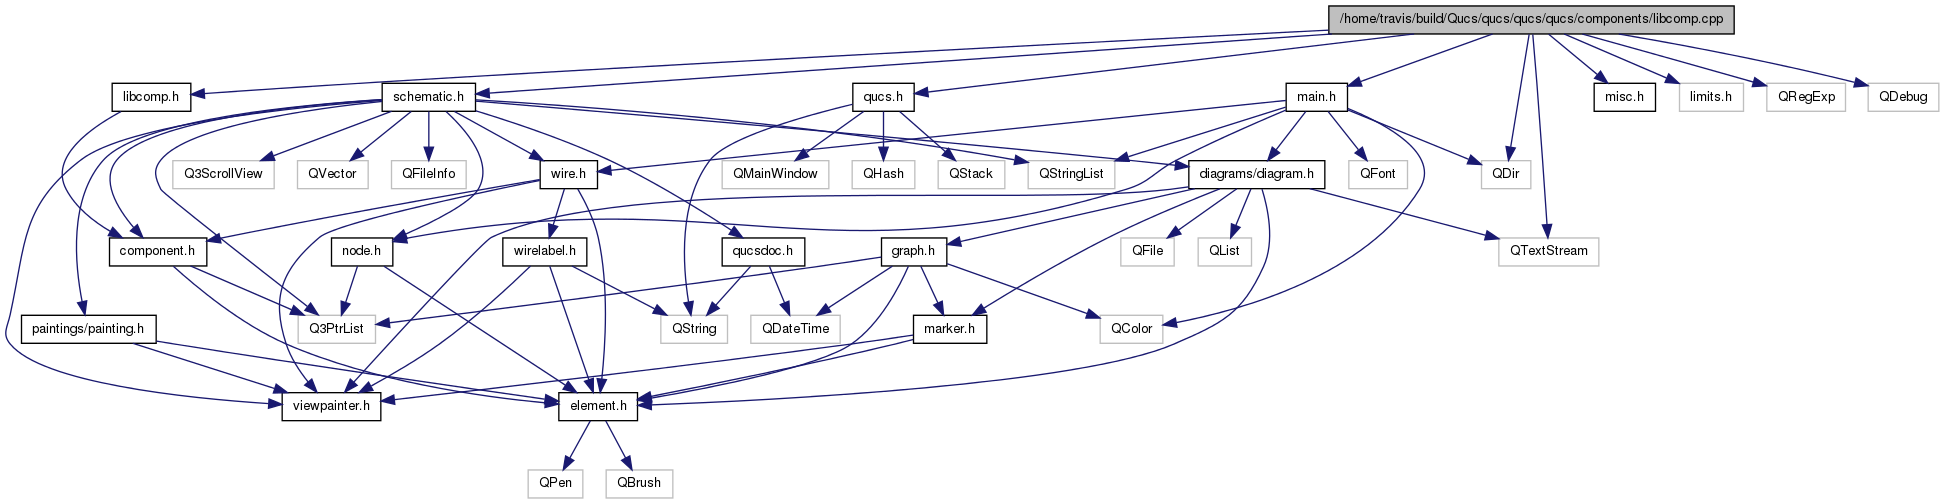 /home/travis/build/Qucs/qucs/qucs/qucs/components/libcomp.cpp
libcomp.h
schematic.h
qucs.h
main.h
misc.h
limits.h
QRegExp
QDebug
Q3ScrollView
QVector
QFileInfo
wire.h
QMainWindow
QHash
QStack
QStringList
diagrams/diagram.h
QFont
QDir
component.h
node.h
wirelabel.h
qucsdoc.h
graph.h
QFile
QList
QTextStream
paintings/painting.h
Q3PtrList
QString
QDateTime
marker.h
QColor
viewpainter.h
element.h
QPen
QBrush